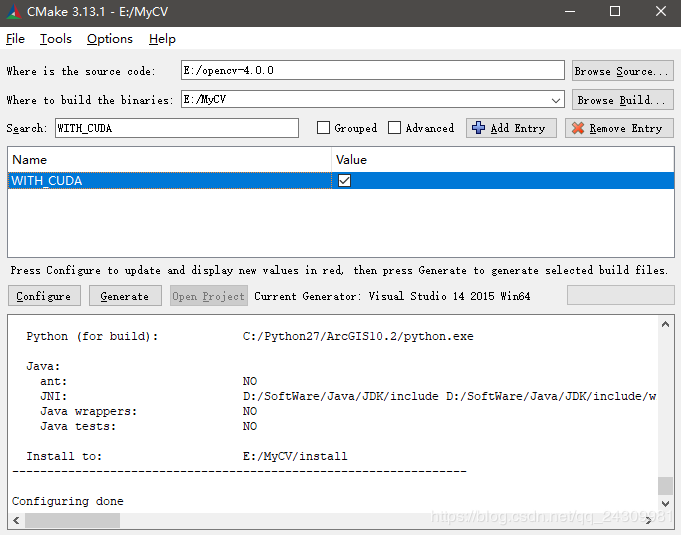 CMake 3.13.1 - E:/MyCV
File Tools Options Help
Where is the source code: E:/opencv-4.0.0 Browse Source...
Where to build the binaries: E:/MyCV Browse Build...
Search: WITH_CUDA Grouped Advanced Add Entry Remove Entry
Name Value
WITH_CUDA
Press Configure to update and display new values in red, then press Generate to generate selected build files.
Configure Generate Open Project Current Generator: Visual Studio 14 2015 Win64
Python (for build): C:/Python27/ArcGIS10.2/python.exe
Java:
ant: NO
JNI: D:/SoftWare/Java/JDK/include D:/SoftWare/Java/JDK/include/w
Java wrappers: NO
Java tests: NO
Install to: E:/MyCV/install
-----------------------------------------------------------------
Configuring done
https://blog.csdn.net/qq_24309981